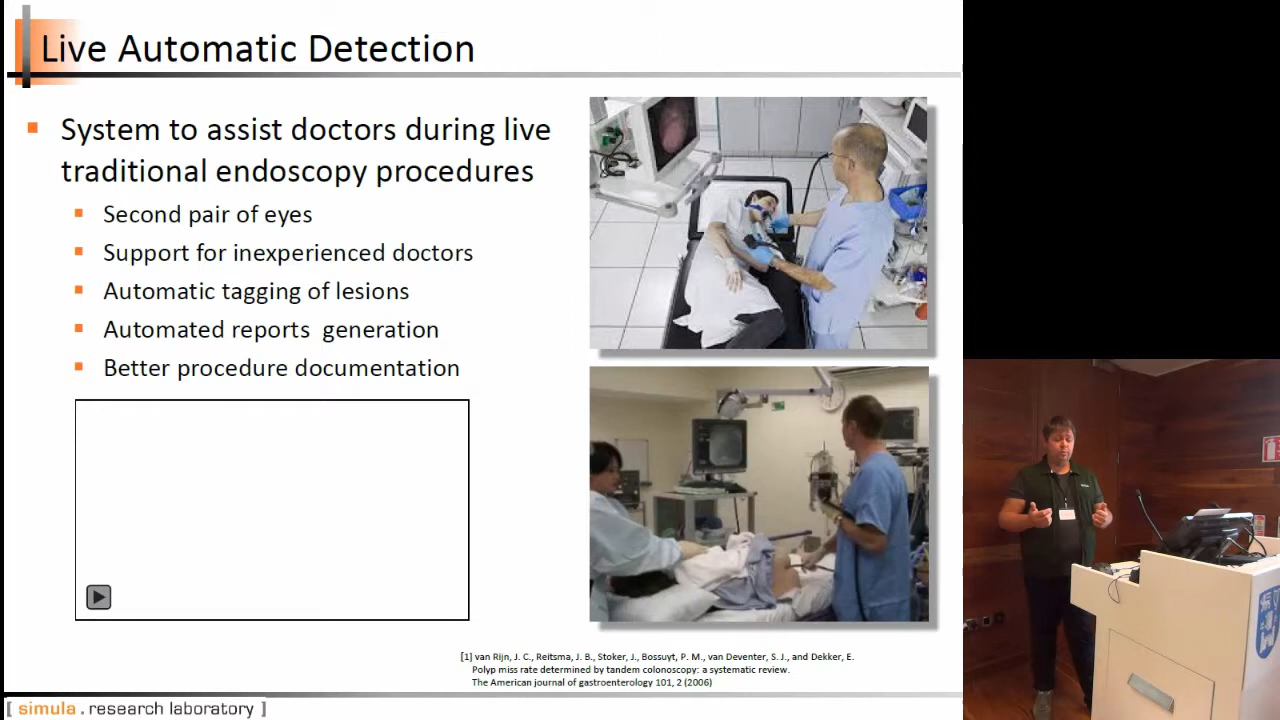 Live Automatic Detection
System to assist doctors during live
traditional endoscopy procedures
Second pair of eyes
Support for inexperienced doctors
Automatic tagging of lesions
Automated reports generation
Better procedure documentation
[1] van Rijn, J. C., Reitsma, J. B., Stoker, J., Bossuyt, P. M., van Deventer, S. J., and Dekker, E.
Polyp miss rate determined by tandem colonoscopy: a systematic review.
The American journal of gastroenterology 101, 2 (2006)
[ simula . research laboratory ]